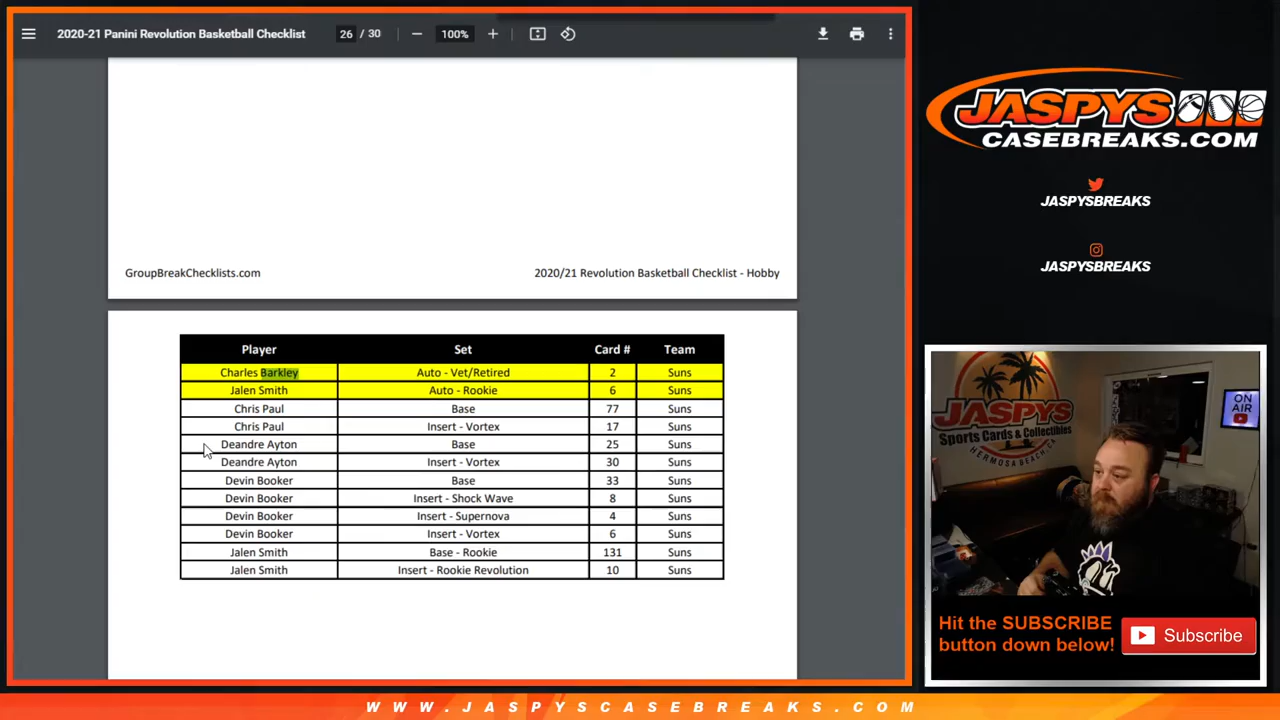 2020-21 Panini Revolution Basketball Checklist 26 / 30 100%
GroupBreakChecklists.com 2020/21 Revolution Basketball Checklist - Hobby
Player Set Card # Team
Charles Barkley Auto - Vet/Retired 2 Suns
Jalen Smith Auto - Rookie 6 Suns
Chris Paul Base 77 Suns
Chris Paul Insert - Vortex 17 Suns
Deandre Ayton Base 25 Suns
Deandre Ayton Insert - Vortex 30 Suns
Devin Booker Base 33 Suns
Devin Booker Insert - Shock Wave 8 Suns
Devin Booker Insert - Supernova 4 Suns
Devin Booker Insert - Vortex 6 Suns
Jalen Smith Base - Rookie 131 Suns
Jalen Smith Insert - Rookie Revolution 10 Suns
JASPYS
CASEBREAKS.COM
JASPYSBREAKS
JASPYSBREAKS
JASPYS
Sports Cards & Collectibles
HERMOSA BEACH, CA
ON
AIR
Hit the SUBSCRIBE
button down below!
Subscribe
WWW.JASPYSCASEBREAKS.COM